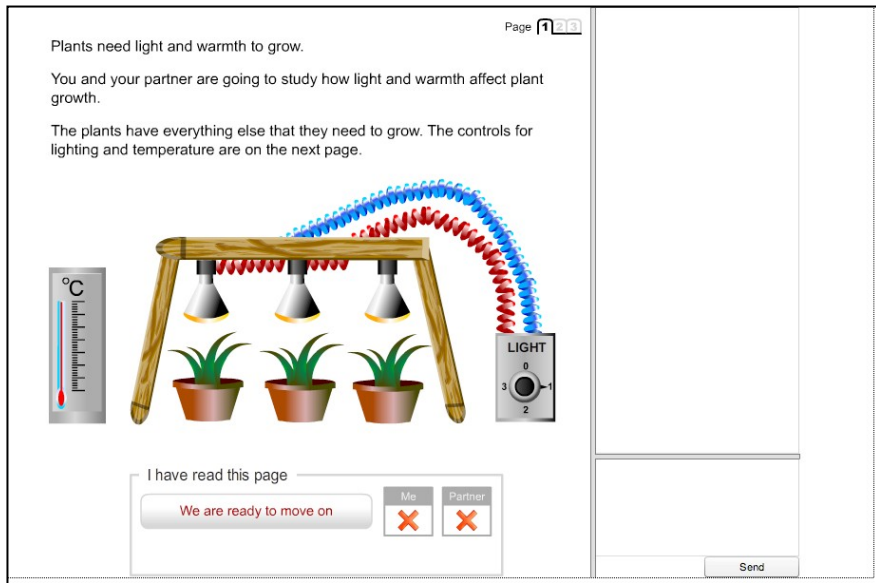 Page 1 2 3
Plants need light and warmth to grow.
You and your partner are going to study how light and warmth affect plant
growth.
The plants have everything else that they need to grow. The controls for
lighting and temperature are on the next page.
°C
LIGHT
0
3 1
2
I have read this page
We are ready to move on
Me Partner
Send